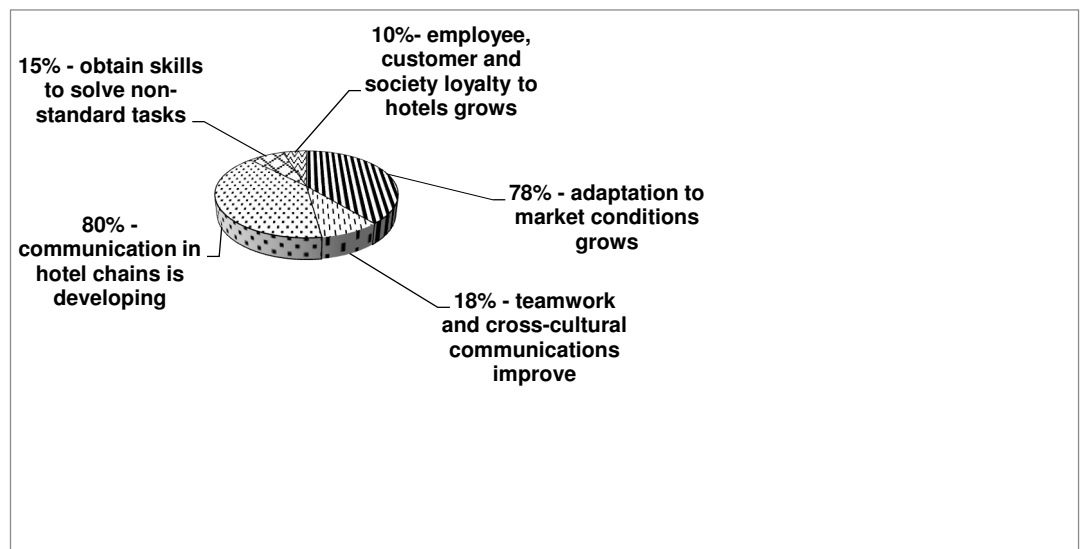 10%- employee,
customer and
society loyalty to
hotels grows
15% - obtain skills
to solve non-
standard tasks
78% - adaptation to
market conditions
grows
80% -
communication in
hotel chains is
developing
18% - teamwork
and cross-cultural
communications
improve